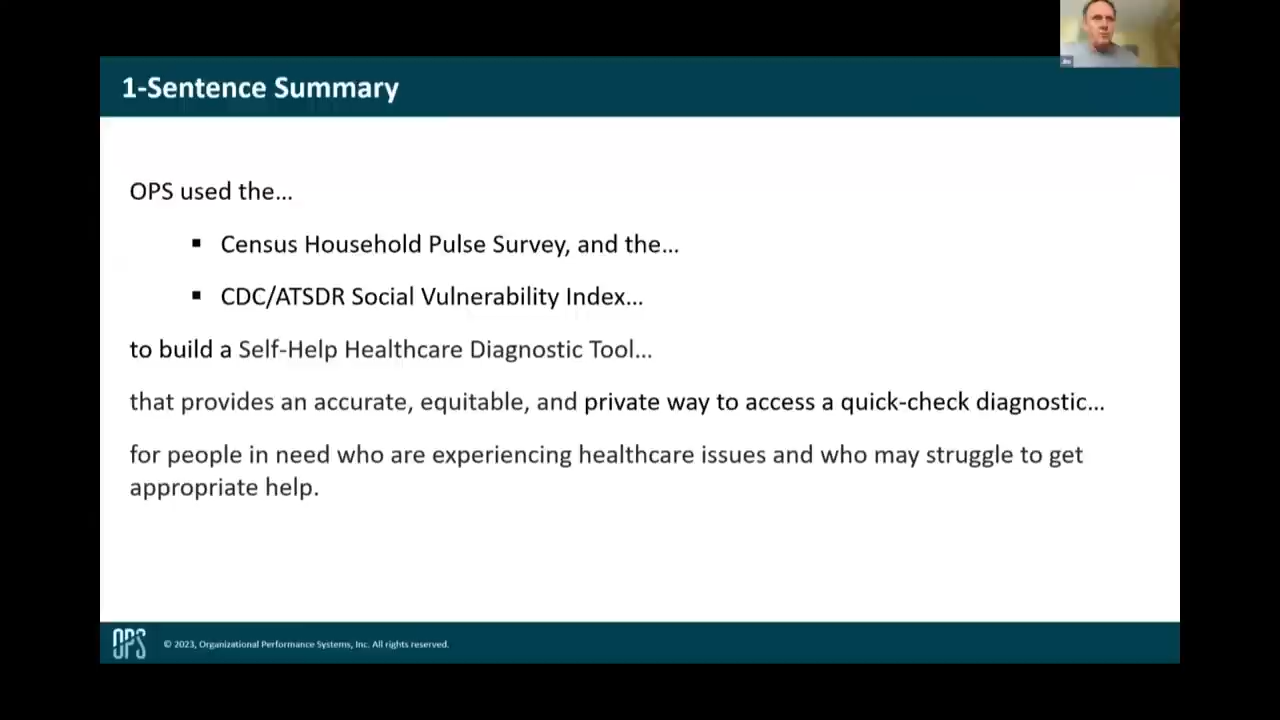 1-Sentence Summary
OPS used the...
▪ Census Household Pulse Survey, and the...
▪ CDC/ATSDR Social Vulnerability Index...
to build a Self-Help Healthcare Diagnostic Tool...
that provides an accurate, equitable, and private way to access a quick-check diagnostic...
for people in need who are experiencing healthcare issues and who may struggle to get
appropriate help.
OPS © 2023, Organizational Performance Systems, Inc. All rights reserved.